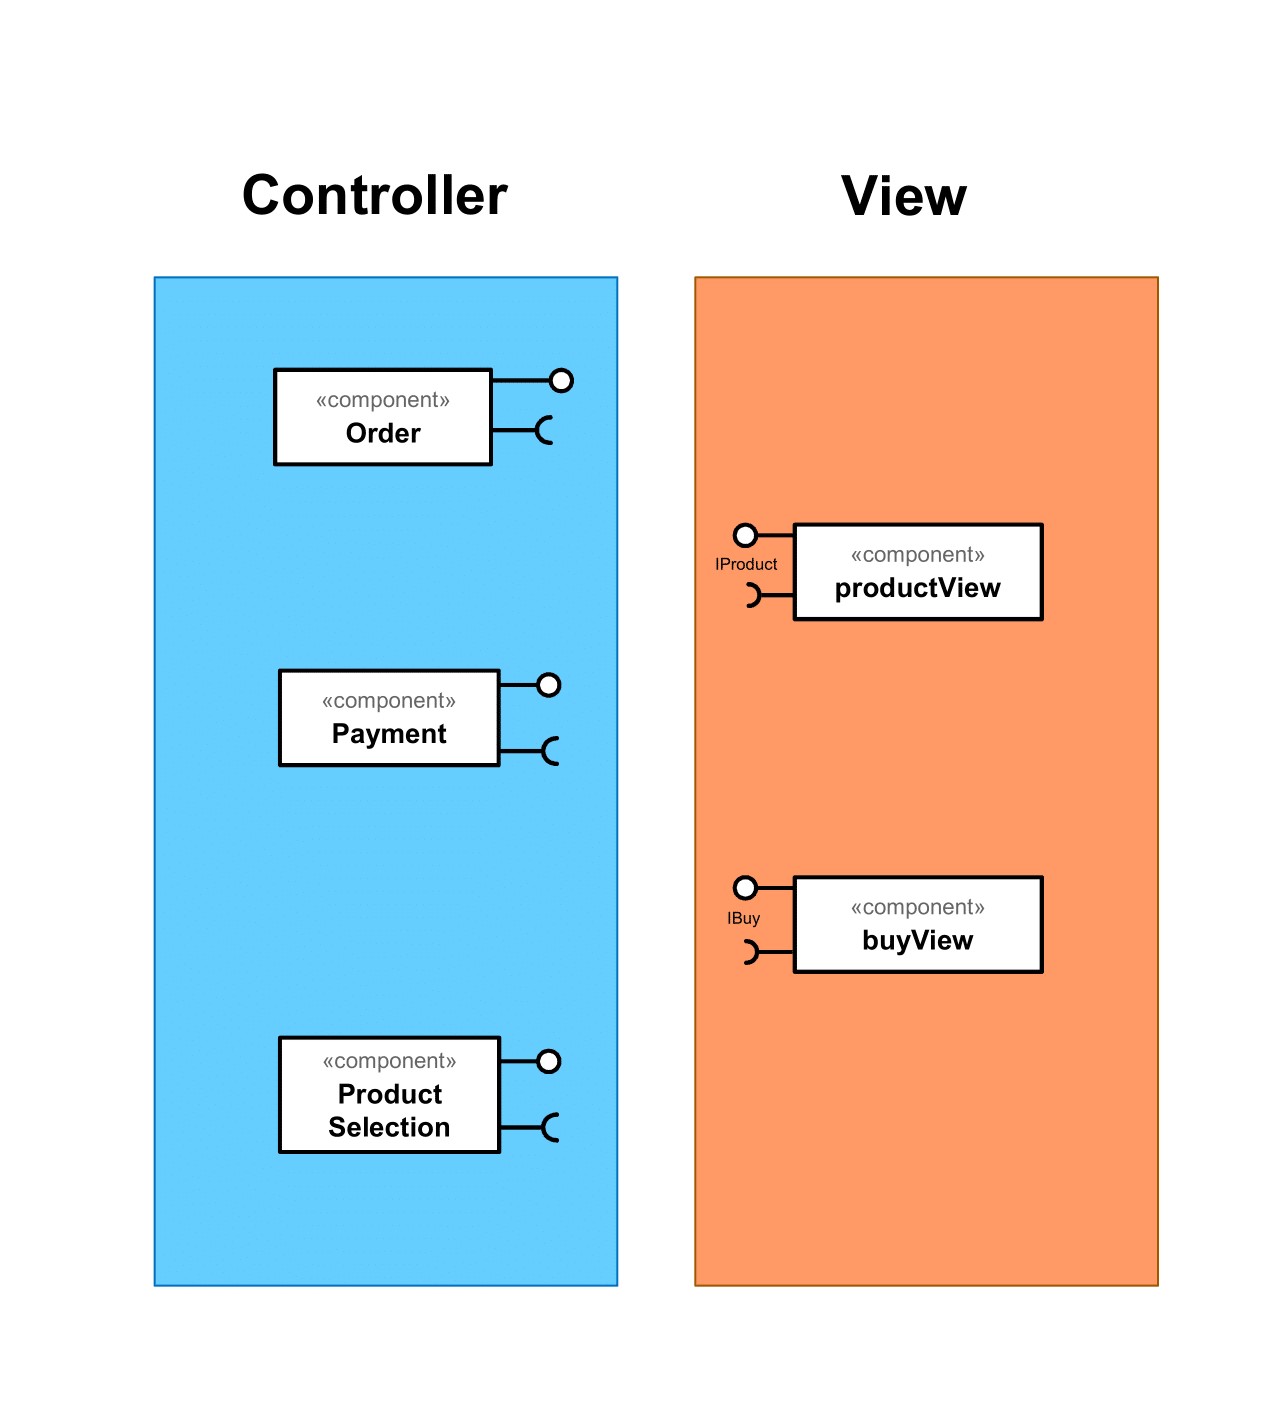 Controller
View
«component»
Order
«component»
Payment
«component»
Product
Selection
IProduct
«component»
productView
IBuy
«component»
buyView